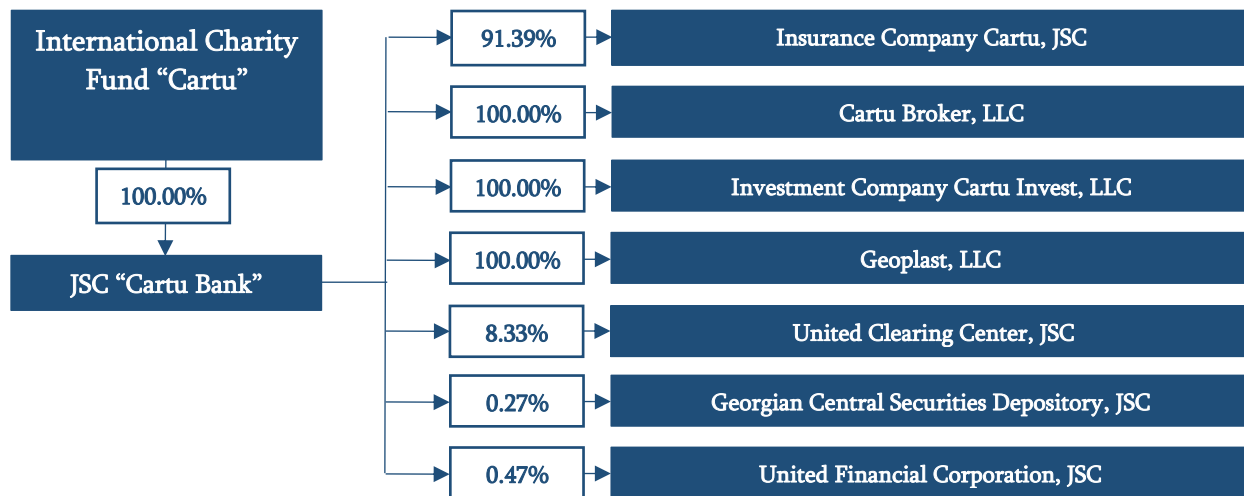 International Charity
Fund “Cartu”
100.00%
JSC “Cartu Bank”
91.39%
Insurance Company Cartu, JSC
100.00%
Cartu Broker, LLC
100.00%
Investment Company Cartu Invest, LLC
100.00%
Geoplast, LLC
8.33%
United Clearing Center, JSC
0.27%
Georgian Central Securities Depository, JSC
0.47%
United Financial Corporation, JSC